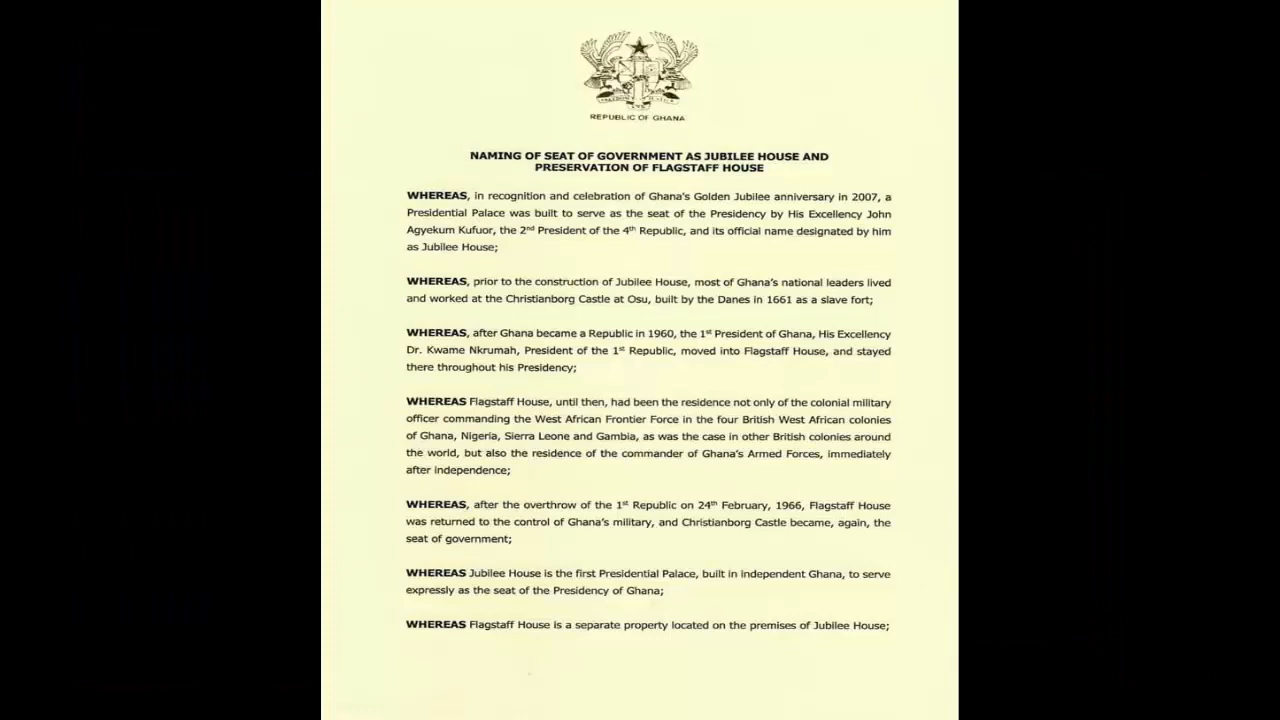 REPUBLIC OF GHANA
NAMING OF SEAT OF GOVERNMENT AS JUBILEE HOUSE AND
PRESERVATION OF FLAGSTAFF HOUSE
WHEREAS, in recognition and celebration of Ghana's Golden Jubilee anniversary in 2007, a
Presidential Palace was built to serve as the seat of the Presidency by His Excellency John
Agyekum Kufuor, the 2nd President of the 4th Republic, and its official name designated by him
as Jubilee House;
WHEREAS, prior to the construction of Jubilee House, most of Ghana's national leaders lived
and worked at the Christianborg Castle at Osu, built by the Danes in 1661 as a slave fort;
WHEREAS, after Ghana became a Republic in 1960, the 1st President of Ghana, His Excellency
Dr. Kwame Nkrumah, President of the 1st Republic, moved into Flagstaff House, and stayed
there throughout his Presidency;
WHEREAS Flagstaff House, until then, had been the residence not only of the colonial military
officer commanding the West African Frontier Force in the four British West African colonies
of Ghana, Nigeria, Sierra Leone and Gambia, as was the case in other British colonies around
the world, but also the residence of the commander of Ghana's Armed Forces, immediately
after independence;
WHEREAS, after the overthrow of the 1st Republic on 24th February, 1966, Flagstaff House
was returned to the control of Ghana's military, and Christianborg Castle became, again, the
seat of government;
WHEREAS Jubilee House is the first Presidential Palace, built in independent Ghana, to serve
expressly as the seat of the Presidency of Ghana;
WHEREAS Flagstaff House is a separate property located on the premises of Jubilee House;